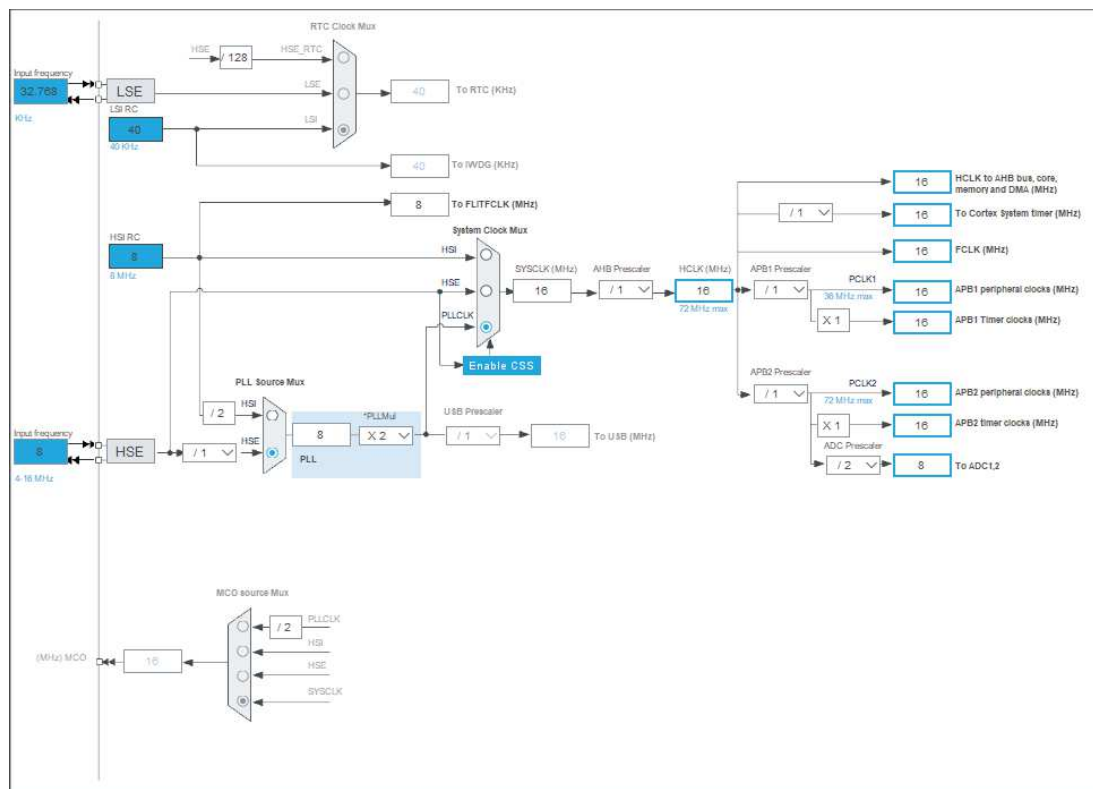 RTC Clock Mux
HSE
/ 128
HSE_RTC
Input frequency
32.768
KHz
LSE
LSE
40
To RTC (KHz)
LSI RC
40
40 KHz
LSI
40
To IWDG (KHz)
8
To FLITFCLK (MHz)
HSI RC
8
8 MHz
System Clock Mux
HSI
HSE
PLLCLK
SYSCLK (MHz)
16
AHB Prescaler
/ 1
HCLK (MHz)
16
72 MHz max
Enable CSS
16
HCLK to AHB bus, core,
memory and DMA (MHz)
/ 1
16
To Cortex System timer (MHz)
16
FCLK (MHz)
APB1 Prescaler
/ 1
PCLK1
36 MHz max
16
APB1 peripheral clocks (MHz)
X 1
16
APB1 Timer clocks (MHz)
APB2 Prescaler
/ 1
PCLK2
72 MHz max
16
APB2 peripheral clocks (MHz)
X 1
16
APB2 timer clocks (MHz)
ADC Prescaler
/ 2
8
To ADC1,2
PLL Source Mux
/ 2
HSI
Input frequency
8
4-16 MHz
HSE
/ 1
HSE
8
*PLLMul
X 2
PLL
USB Prescaler
/ 1
16
To USB (MHz)
MCO source Mux
/ 2
PLLCLK
HSI
HSE
SYSCLK
(MHz) MCO
16